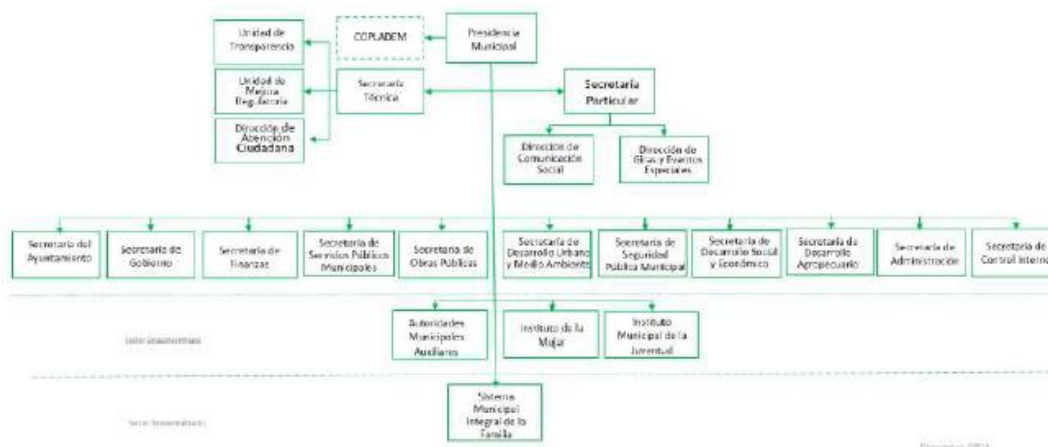 Presidencia
Municipal
COPLADEM
Unidad de
Transparencia
Secretaría
Técnica
Unidad de
Mejora
Regulatoria
Dirección de
Atención
Ciudadana
Secretaría
Particular
Dirección de
Comunicación
Social
Dirección de
Giras y Eventos
Especiales
Secretaría del
Ayuntamiento
Secretaría de
Gobierno
Secretaría de
Finanzas
Secretaría de
Servicios Públicos
Municipales
Secretaría de
Obras Públicas
Secretaría de
Desarrollo Urbano
y Medio Ambiente
Secretaría de
Seguridad
Pública Municipal
Secretaría de
Desarrollo Social
y Económico
Secretaría de
Desarrollo
Agropecuario
Secretaría de
Administración
Secretaría de
Control Interno
Autoridades
Municipales
Auxiliares
Instituto de la
Mujer
Instituto
Municipal de la
Juventud
Sistema
Municipal
Integral de la
Familia